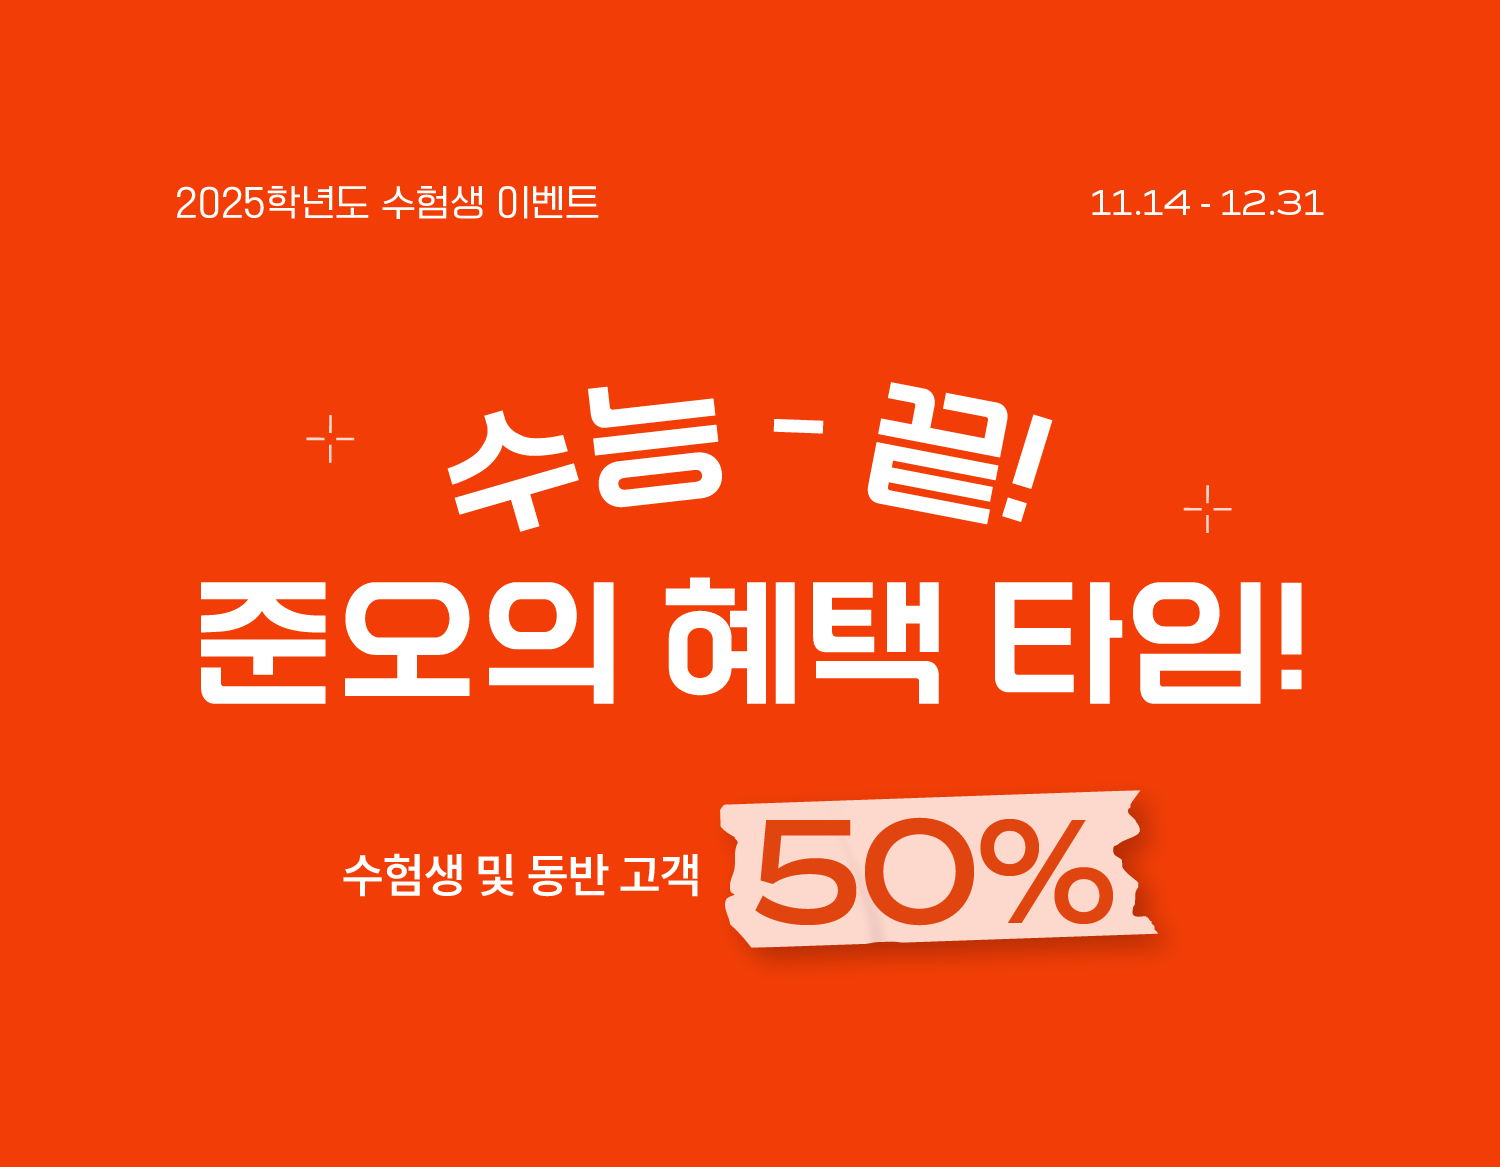 2025학년도 수험생 이벤트
11.14 - 12.31
수능 - 끝!
준오의 혜택 타임!
수험생 및 동반 고객 50%